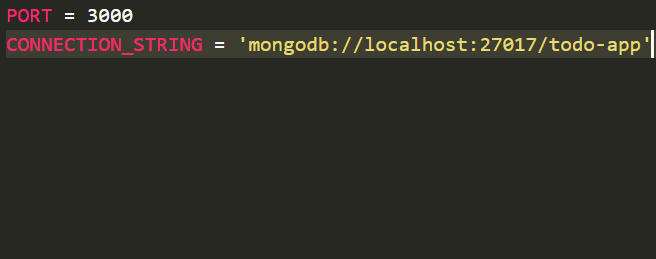 PORT = 3000
CONNECTION_STRING = 'mongodb://localhost:27017/todo-app'